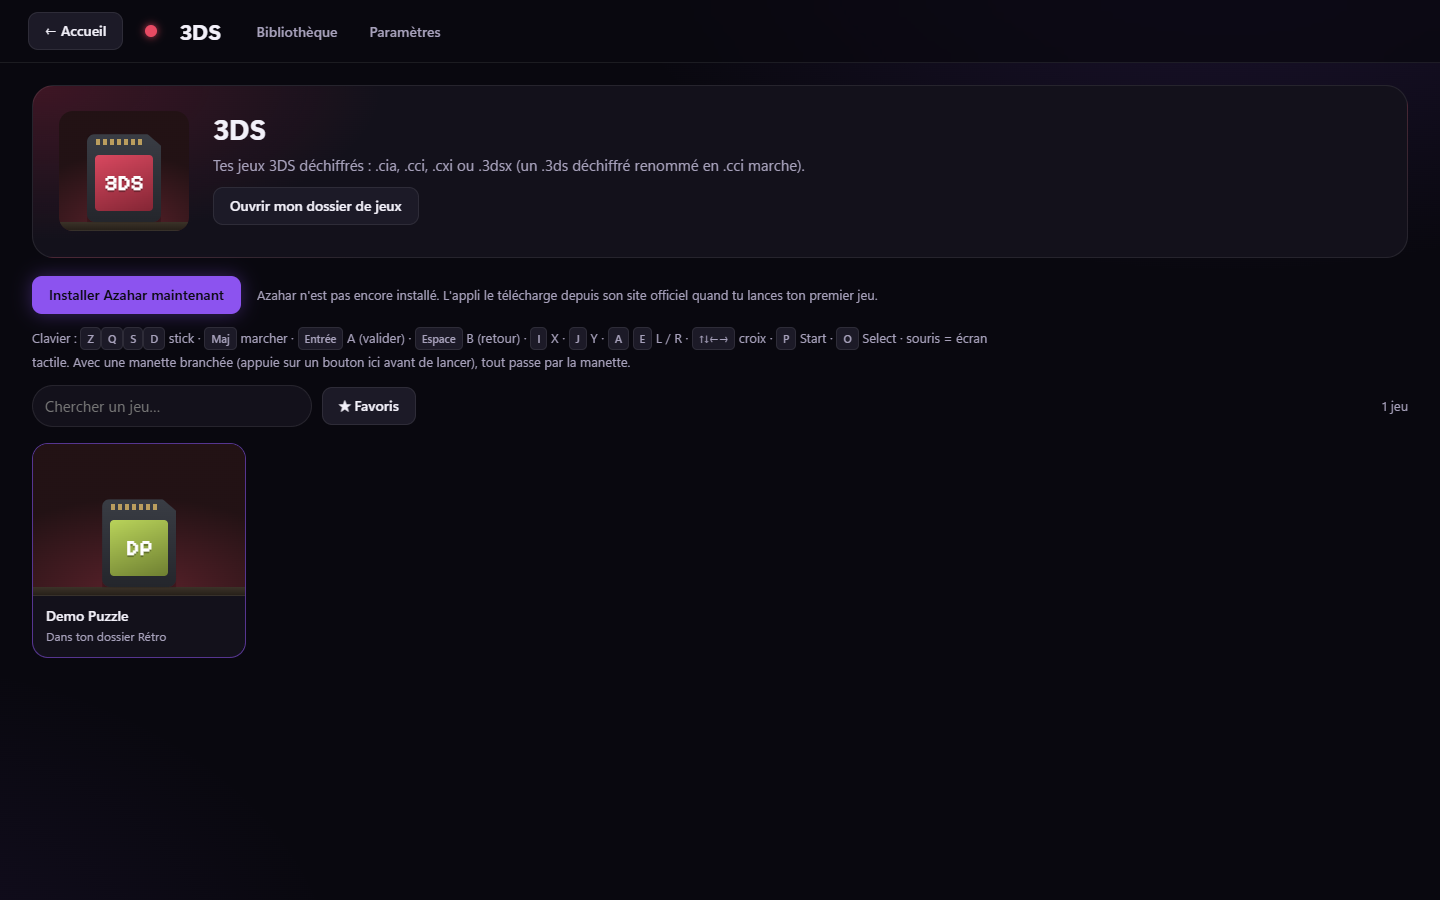 ← Accueil
3DS
Bibliothèque
Paramètres
3DS
3DS
Tes jeux 3DS déchiffrés : .cia, .cci, .cxi ou .3dsx (un .3ds déchiffré renommé en .cci marche).
Ouvrir mon dossier de jeux
Installer Azahar maintenant
Azahar n'est pas encore installé. L'appli le télécharge depuis son site officiel quand tu lances ton premier jeu.
Clavier : Z Q S D stick · Maj marcher · Entrée A (valider) · Espace B (retour) · I X · J Y · A E L / R · ↑↓←→ croix · P Start · O Select · souris = écran
tactile. Avec une manette branchée (appuie sur un bouton ici avant de lancer), tout passe par la manette.
Chercher un jeu...
★ Favoris
1 jeu
DP
Demo Puzzle
Dans ton dossier Rétro